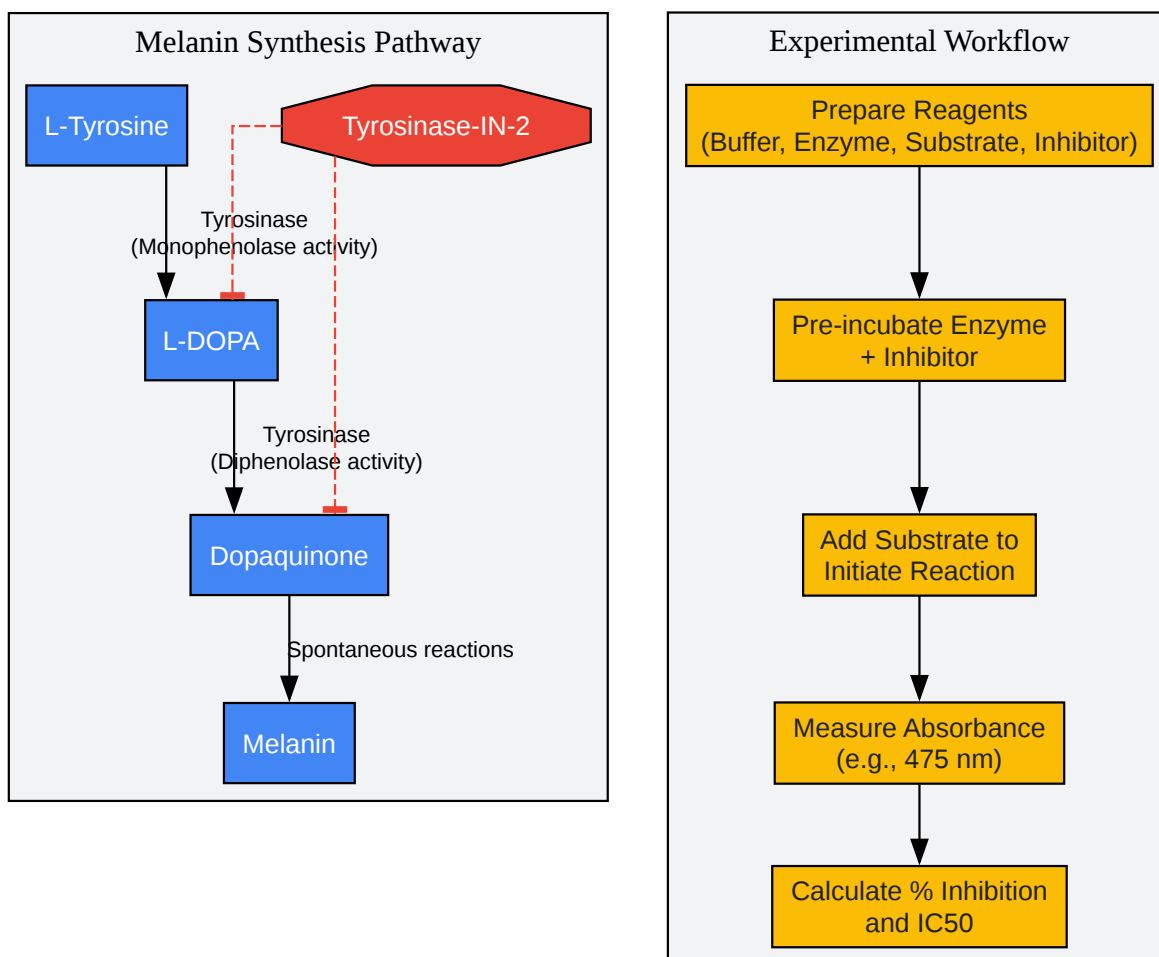 Melanin Synthesis Pathway
L-Tyrosine
Tyrosinase-IN-2
Tyrosinase
(Monophenolase activity)
L-DOPA
Tyrosinase
(Diphenolase activity)
Dopaquinone
Spontaneous reactions
Melanin
Experimental Workflow
Prepare Reagents
(Buffer, Enzyme, Substrate, Inhibitor)
Pre-incubate Enzyme
+ Inhibitor
Add Substrate to
Initiate Reaction
Measure Absorbance
(e.g., 475 nm)
Calculate % Inhibition
and IC50